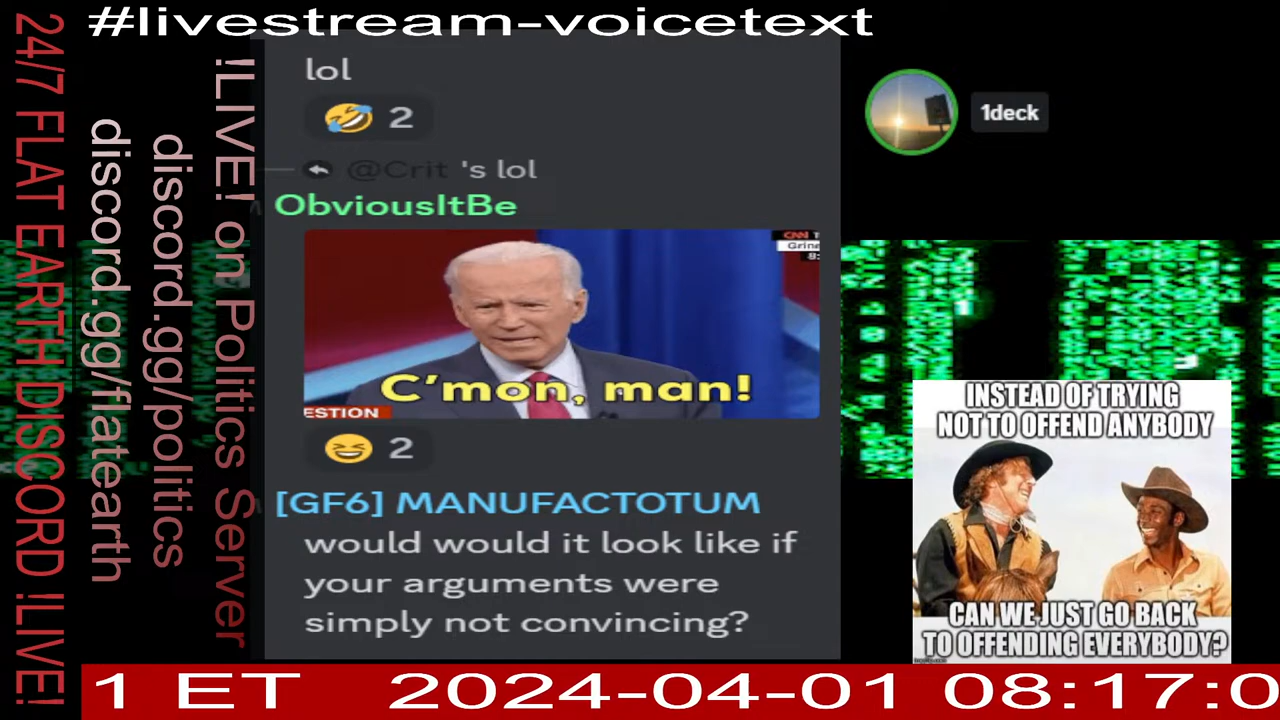 #livestream-voicetext
24/7 FLAT EARTH DISCORD !LIVE!
discord.gg/flatearth
discord.gg/politics
!LIVE! on Politics Server
lol
2
@Crit 's lol
ObviousItBe
CNN
Grin
8:
C'mon, man!
ESTION
2
[GF6] MANUFACTOTUM
would would it look like if
your arguments were
simply not convincing?
1deck
INSTEAD OF TRYING
NOT TO OFFEND ANYBODY
CAN WE JUST GO BACK
TO OFFENDING EVERYBODY?
1 ET 2024-04-01 08:17:0